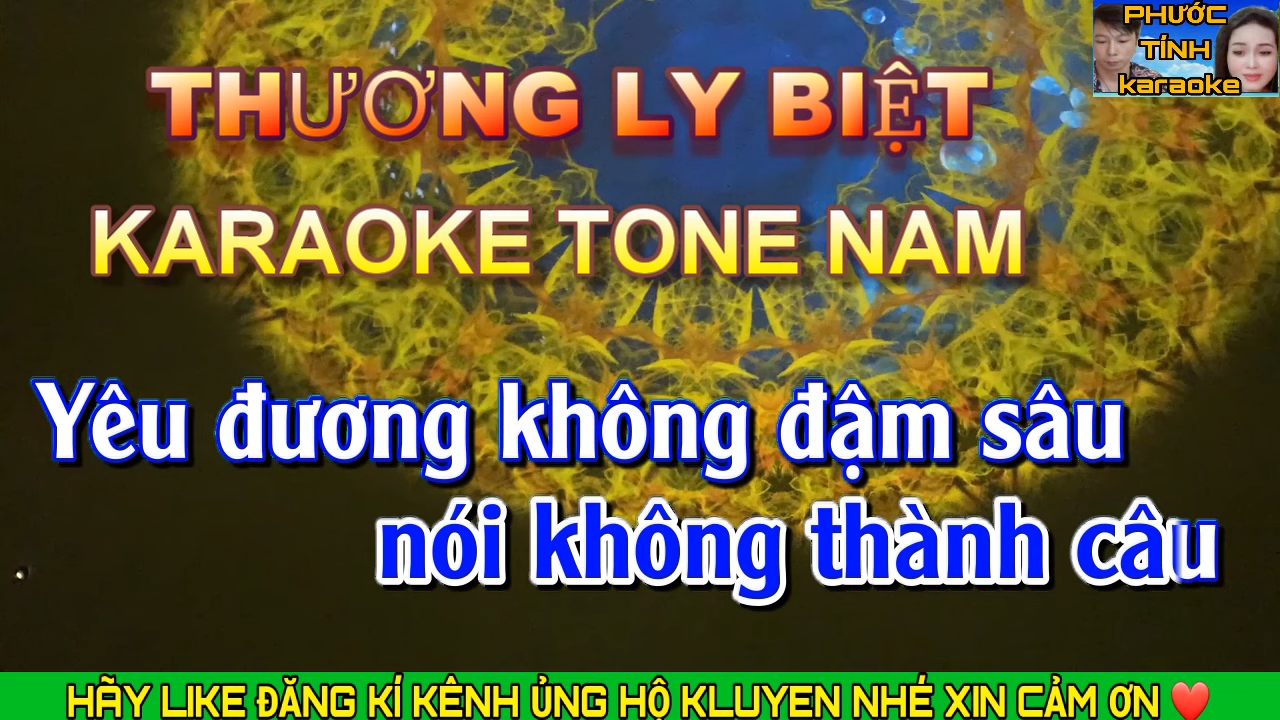 PHƯỚC
TÍNH
karaoke
THƯƠNG LY BIỆT
KARAOKE TONE NAM
Yêu đương không đậm sâu
nói không thành câu
HÃY LIKE ĐĂNG KÍ KÊNH ỦNG HỘ KLUYEN NHÉ XIN CẢM ƠN ❤️